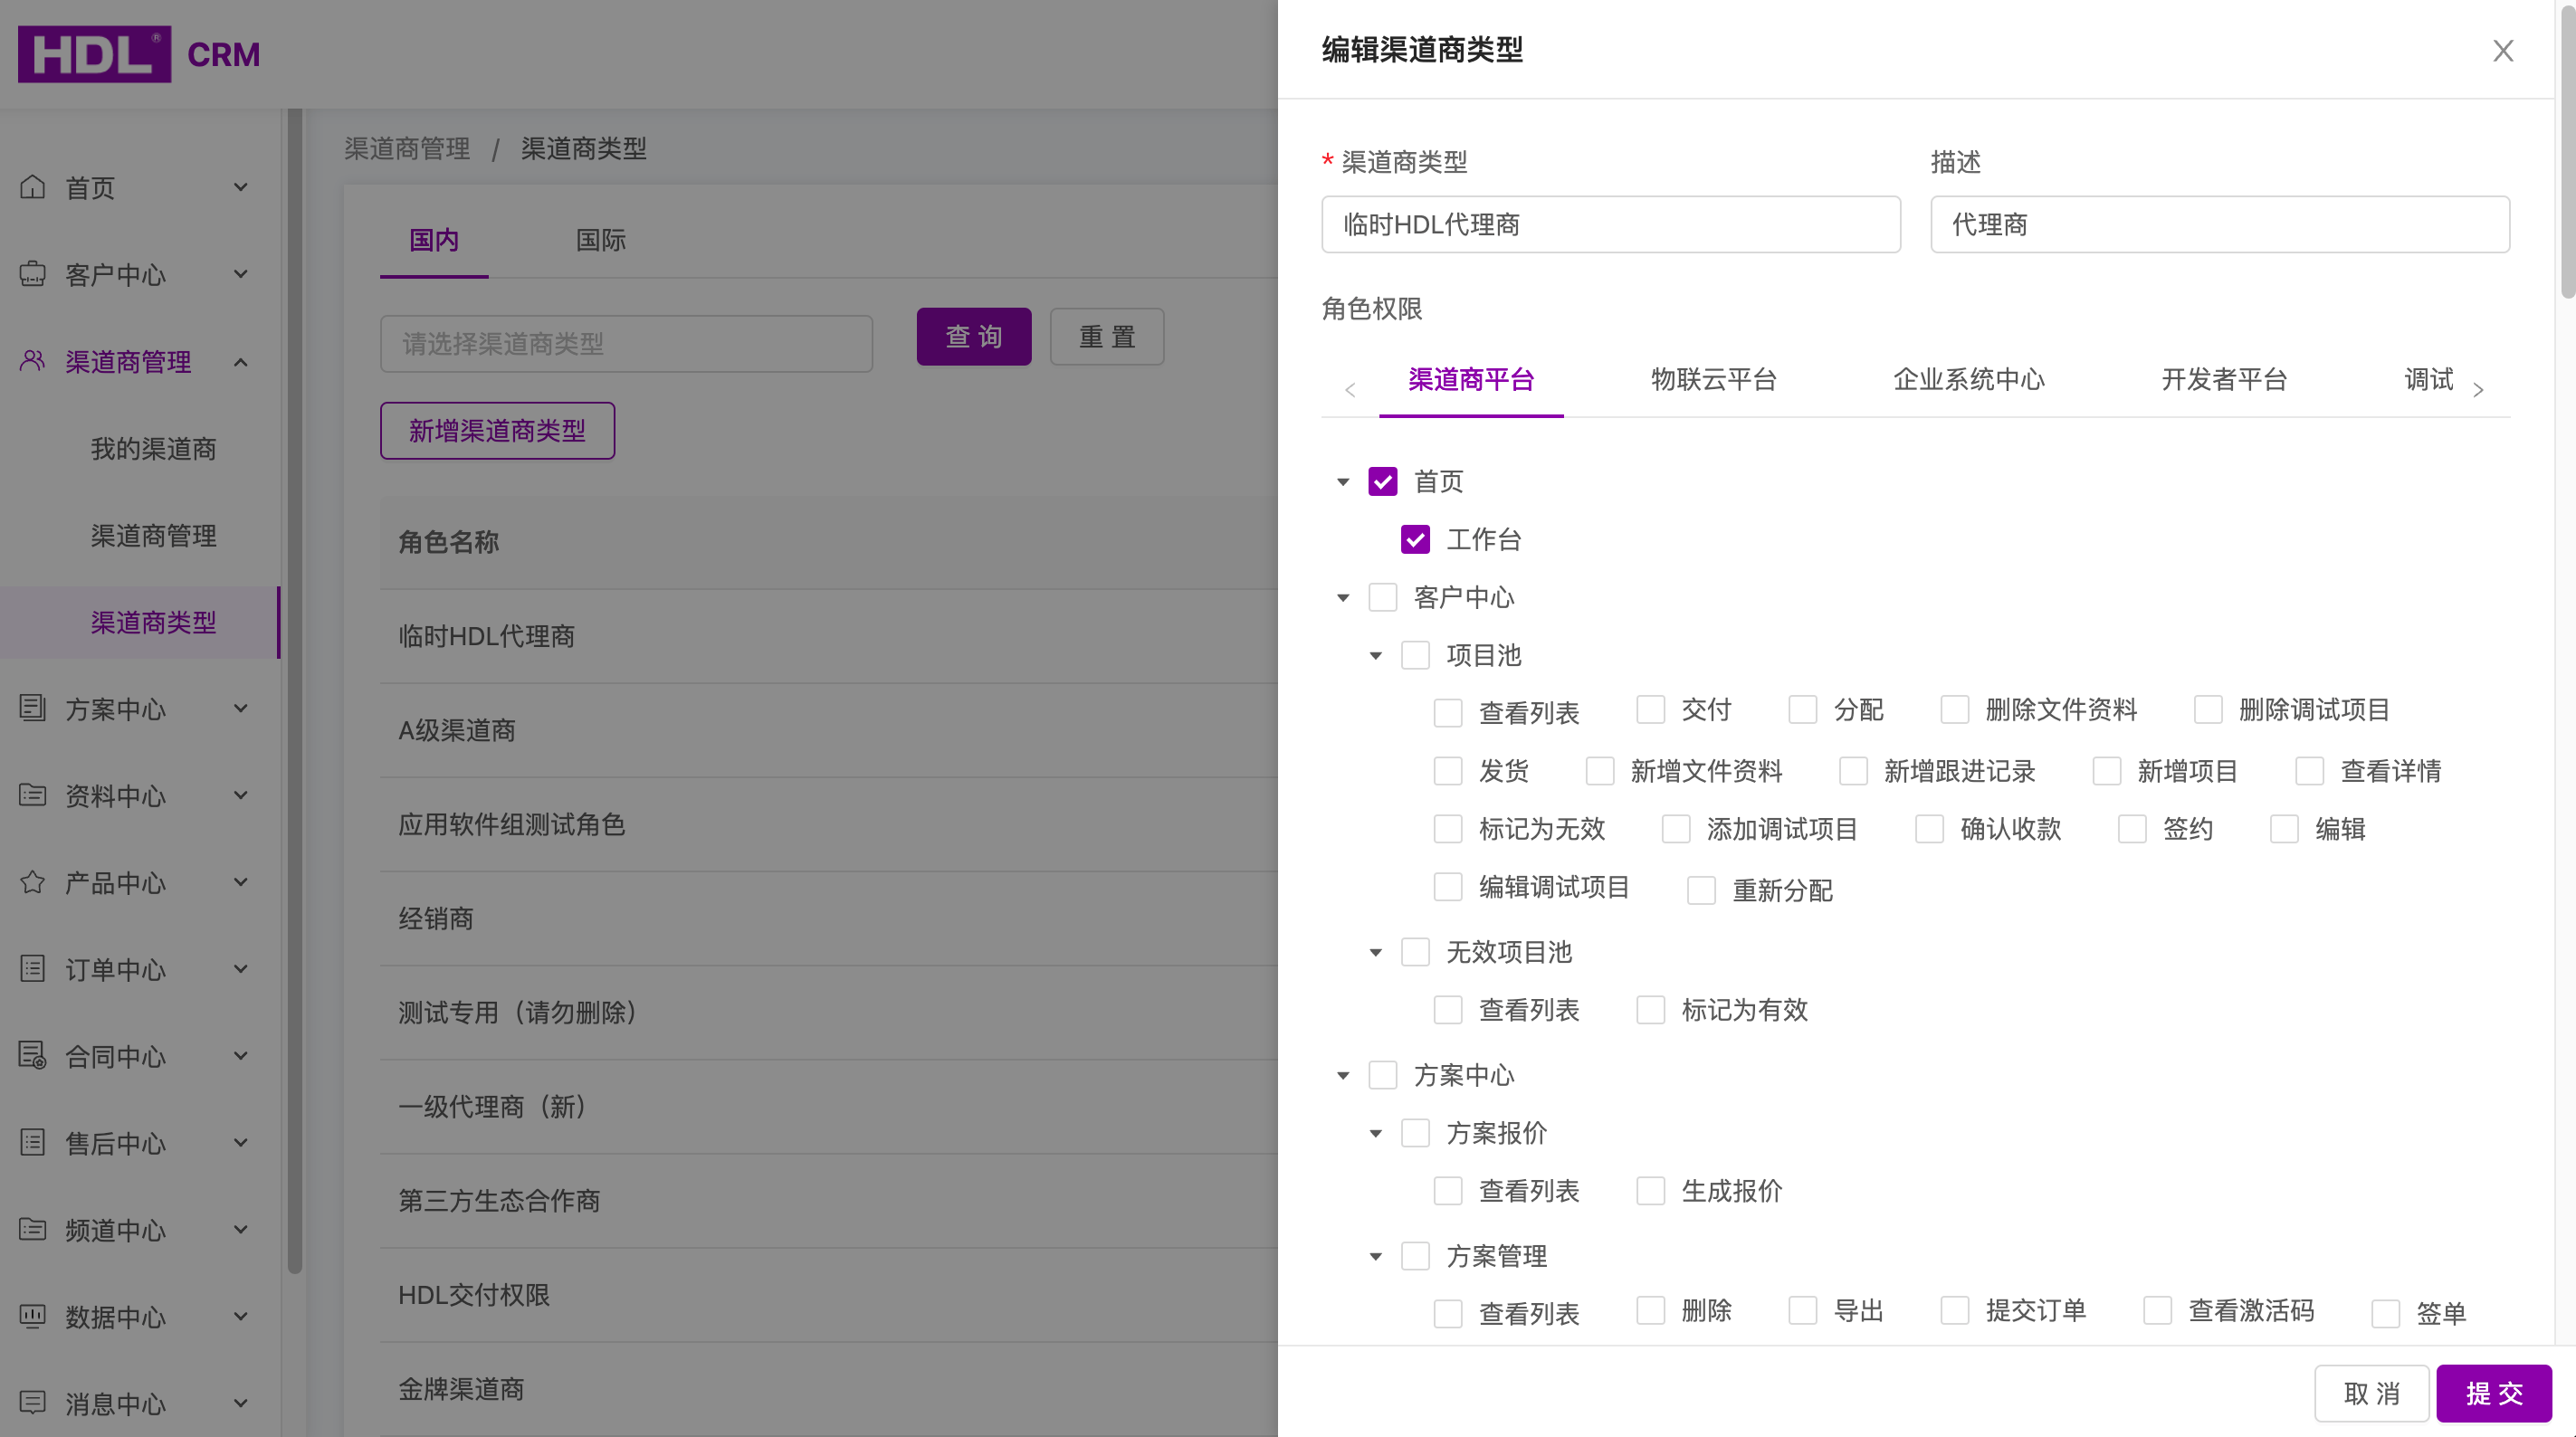 HDL® CRM
首页
客户中心
渠道商管理
我的渠道商
渠道商管理
渠道商类型
方案中心
资料中心
产品中心
订单中心
合同中心
售后中心
频道中心
数据中心
消息中心
渠道商管理 / 渠道商类型
国内 国际
请选择渠道商类型 查 询 重 置
新增渠道商类型
角色名称
临时HDL代理商
A级渠道商
应用软件组测试角色
经销商
测试专用（请勿删除）
一级代理商（新）
第三方生态合作商
HDL交付权限
金牌渠道商
编辑渠道商类型
* 渠道商类型 描述
临时HDL代理商 代理商
角色权限
渠道商平台 物联云平台 企业系统中心 开发者平台 调试
首页
工作台
客户中心
项目池
查看列表 交付 分配 删除文件资料 删除调试项目
发货 新增文件资料 新增跟进记录 新增项目 查看详情
标记为无效 添加调试项目 确认收款 签约 编辑
编辑调试项目 重新分配
无效项目池
查看列表 标记为有效
方案中心
方案报价
查看列表 生成报价
方案管理
查看列表 删除 导出 提交订单 查看激活码 签单
取 消 提 交